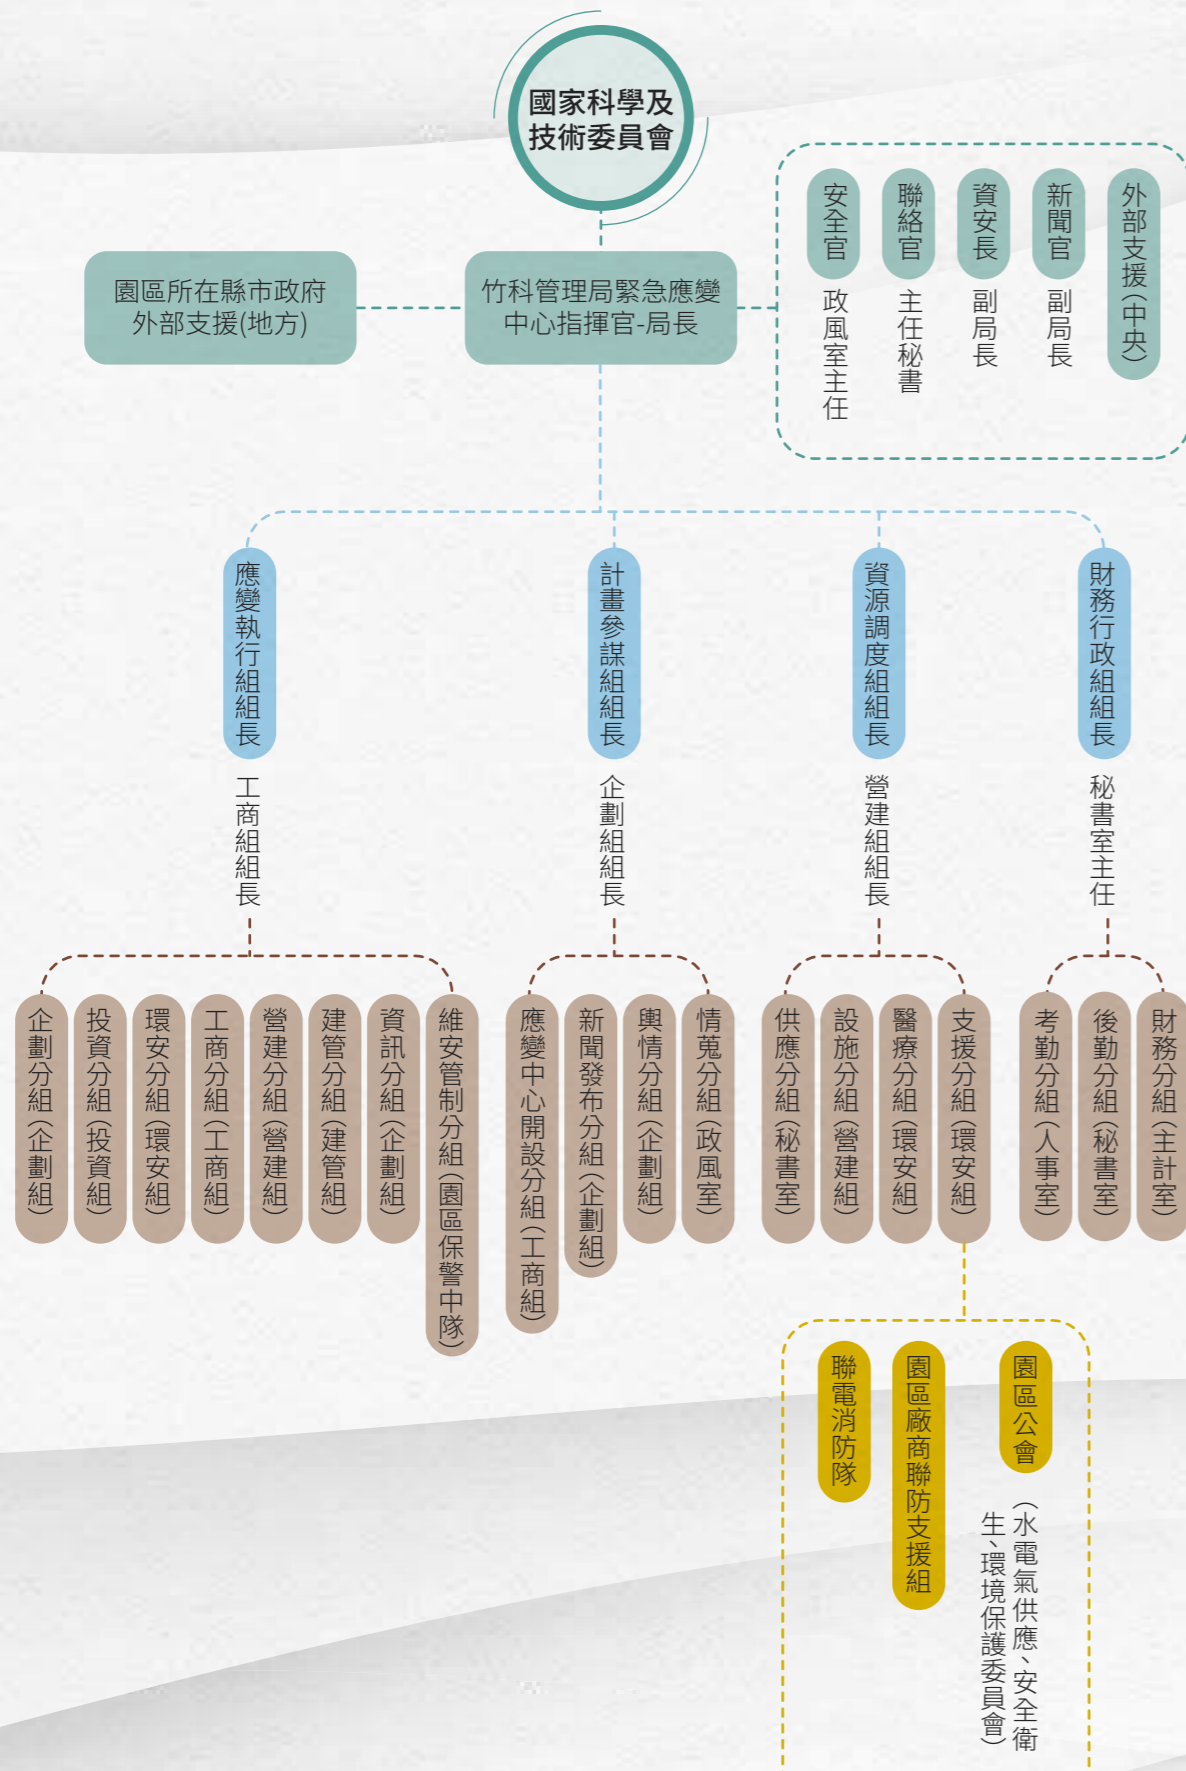 國家科學及
技術委員會
園區所在縣市政府
外部支援(地方)
竹科管理局緊急應變
中心指揮官-局長
安全官
政風室主任
聯絡官
主任秘書
資安長
副局長
新聞官
副局長
外部支援(中央)
應變執行組組長
工商組組長
計畫參謀組組長
企劃組組長
資源調度組組長
營建組組長
財務行政組組長
秘書室主任
企劃分組(企劃組)
投資分組(投資組)
環安分組(環安組)
工商分組(工商組)
營建分組(營建組)
建管分組(建管組)
資訊分組(企劃組)
維安管制分組(園區保警中隊)
應變中心開設分組(工商組)
新聞發布分組(企劃組)
輿情分組(企劃組)
情蒐分組(政風室)
供應分組(秘書室)
設施分組(營建組)
醫療分組(環安組)
支援分組(環安組)
考勤分組(人事室)
後勤分組(秘書室)
財務分組(主計室)
聯電消防隊
園區廠商聯防支援組
園區公會
(水電氣供應、安全衛
生、環境保護委員會)